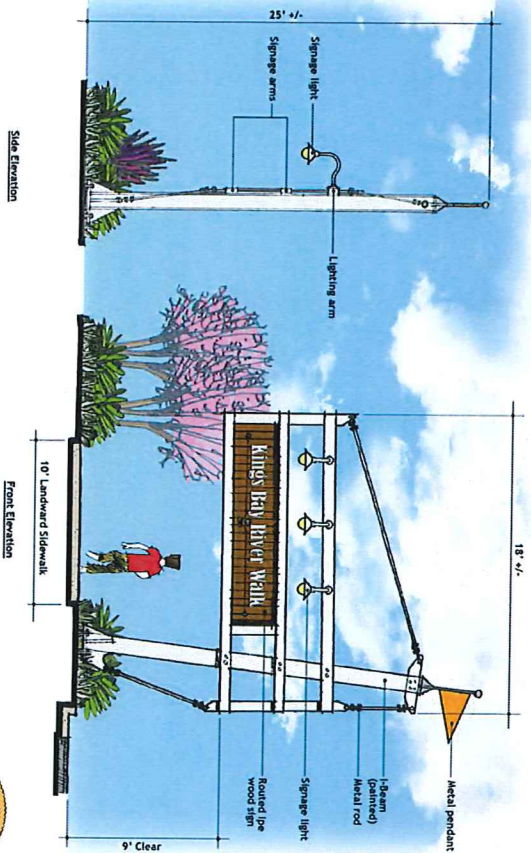 25' +/-
Signage light
Signage arms
Lighting arm
Side Elevation
18' +/-
Kings Bay River Walk
Metal pendant
I-Beam
(painted)
Metal rod
Signage light
Routed Ipe
wood sign
9' Clear
10' Landward Sidewalk
Front Elevation